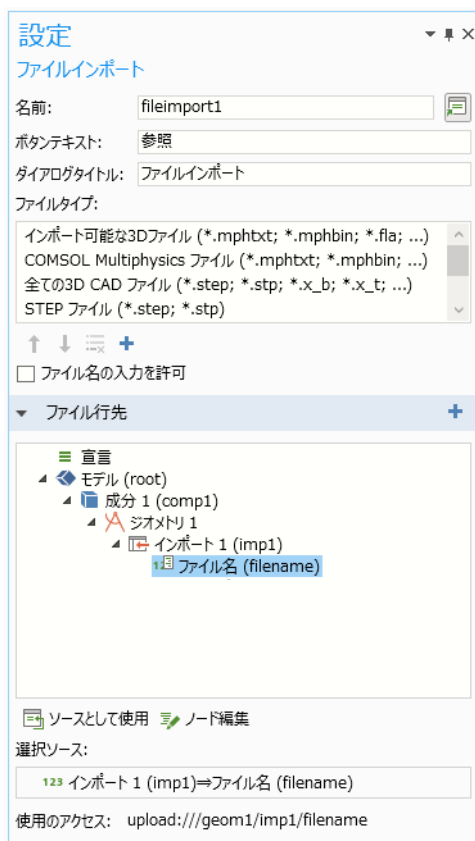 設定
ファイルインポート
名前: fileimport1
ボタンテキスト: 参照
ダイアログタイトル: ファイルインポート
ファイルタイプ:
インポート可能な3Dファイル (*.mphtxt; *.mphbin; *.fla; ...)
COMSOL Multiphysics ファイル (*.mphtxt; *.mphbin; ...)
全ての3D CAD ファイル (*.step; *.stp; *.x_b; *.x_t; ...)
STEP ファイル (*.step; *.stp)
ファイル名の入力を許可
ファイル行先
宣言
モデル (root)
成分 1 (comp1)
ジオメトリ 1
インポート 1 (imp1)
ファイル名 (filename)
ソースとして使用 ノード編集
選択ソース:
123 インポート 1 (imp1)⇒ファイル名 (filename)
使用のアクセス: upload:///geom1/imp1/filename